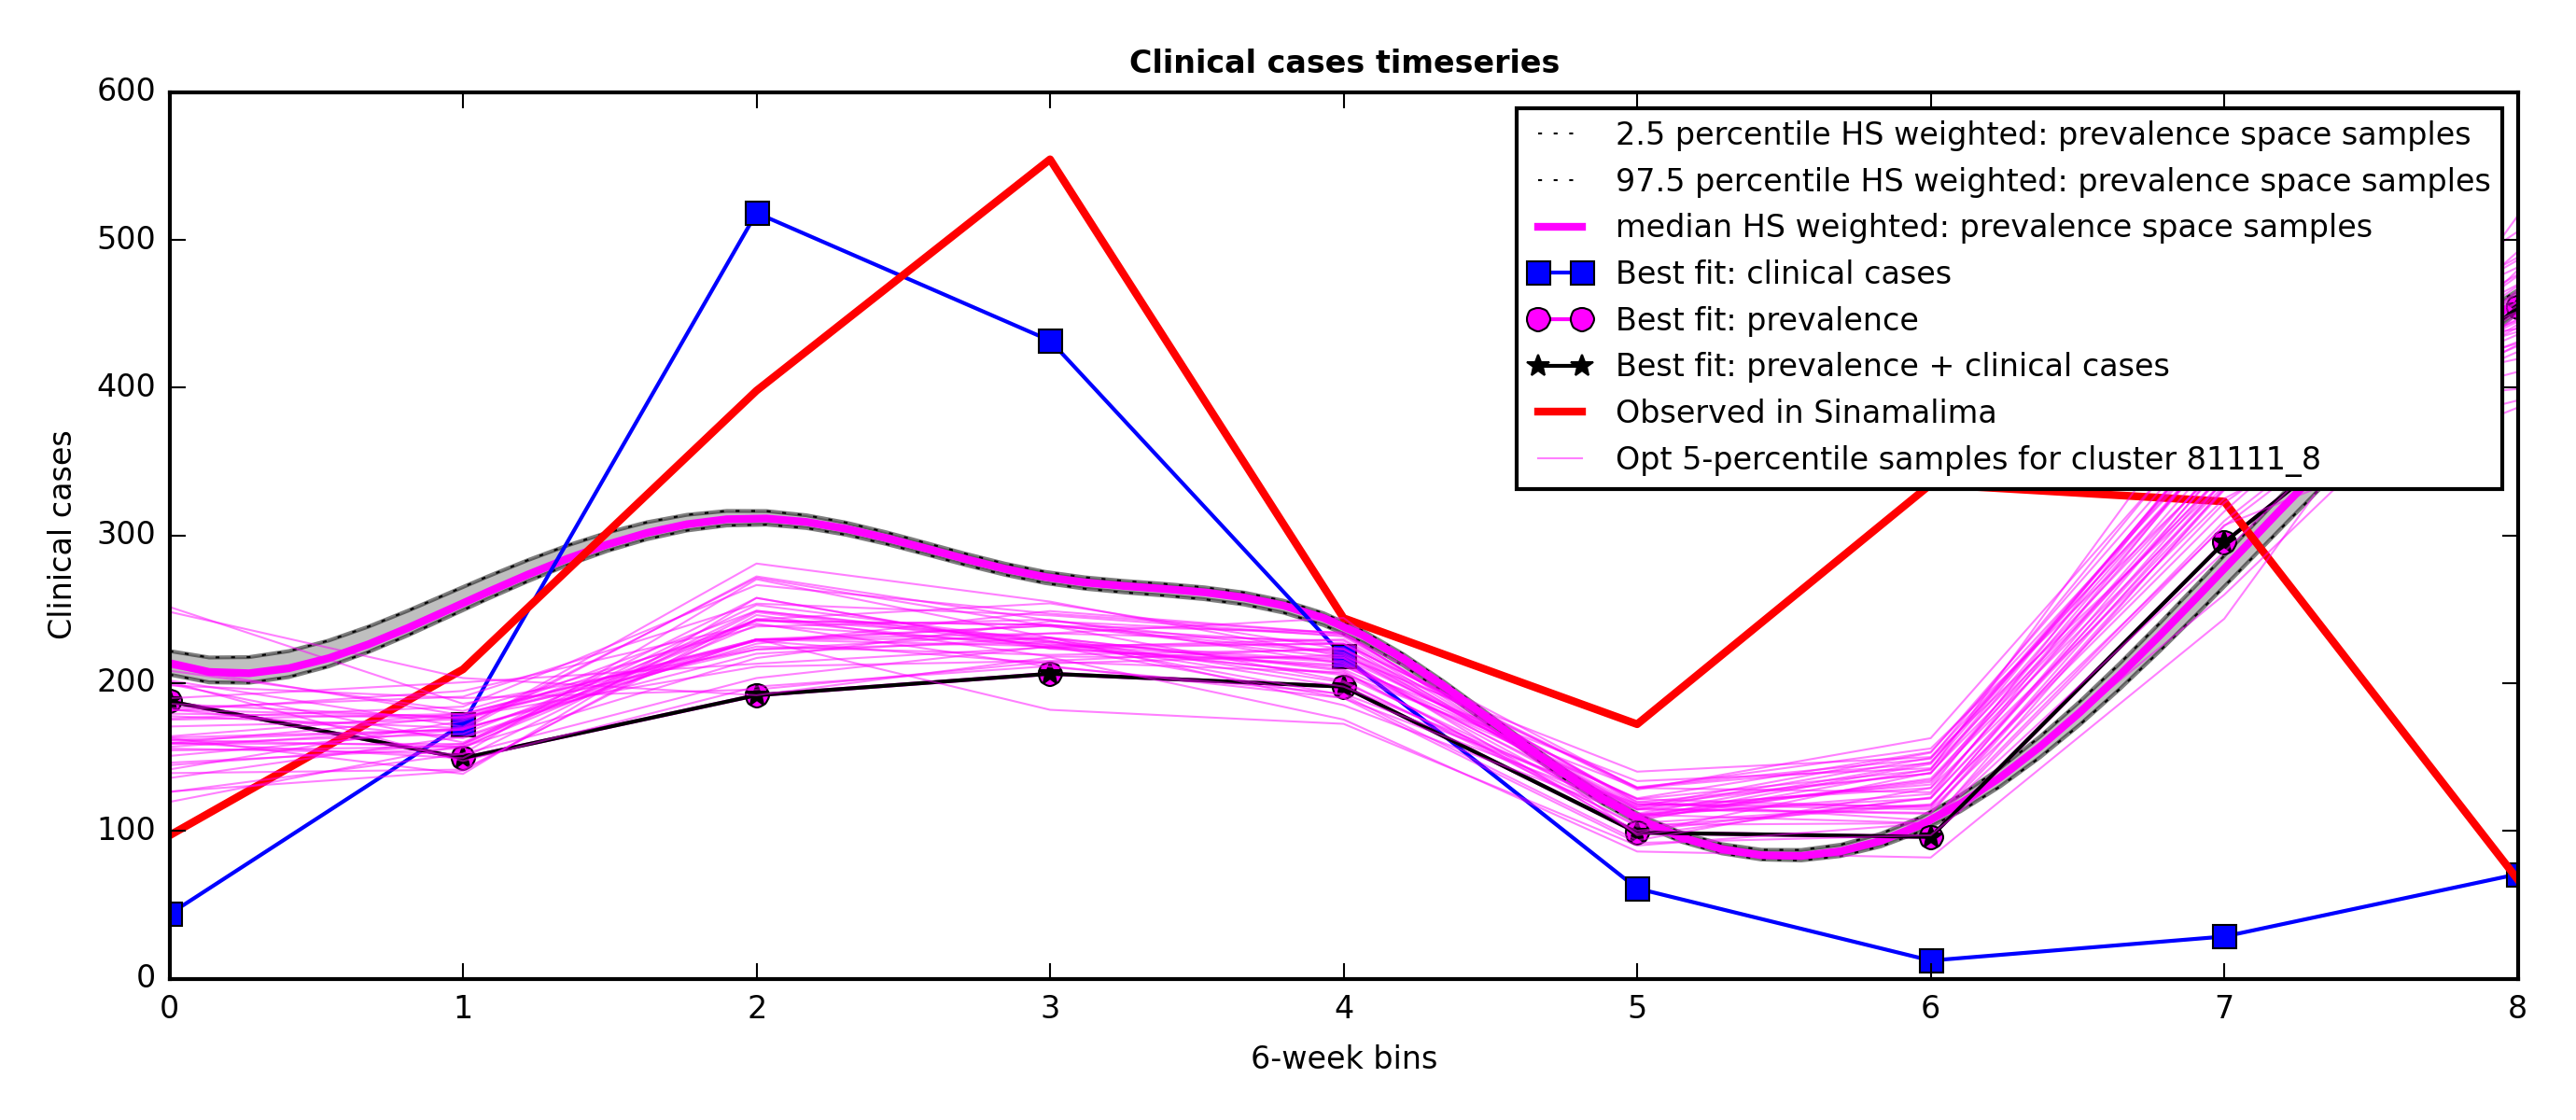 Clinical cases timeseries
600
500
400
300
200
100
0
Clinical cases
2.5 percentile HS weighted: prevalence space samples
97.5 percentile HS weighted: prevalence space samples
median HS weighted: prevalence space samples
Best fit: clinical cases
Best fit: prevalence
Best fit: prevalence + clinical cases
Observed in Sinamalima
Opt 5-percentile samples for cluster 81111_8
0 1 2 3 4 5 6 7 8
6-week bins